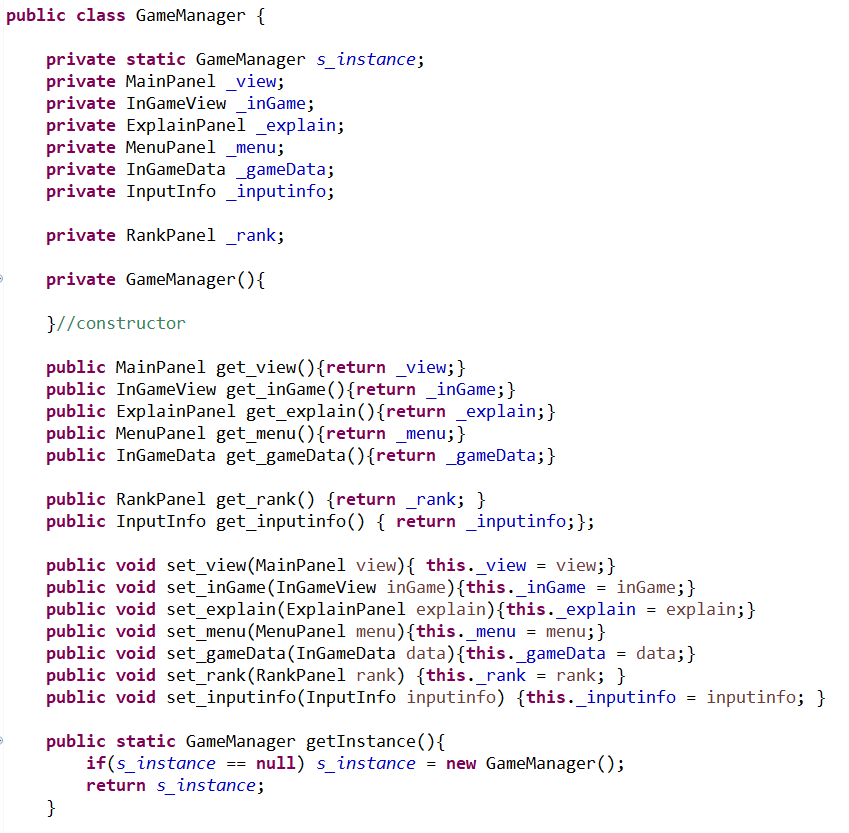 public class GameManager {
private static GameManager s_instance;
private MainPanel _view;
private InGameView _inGame;
private ExplainPanel _explain;
private MenuPanel _menu;
private InGameData _gameData;
private InputInfo _inputinfo;
private RankPanel _rank;
private GameManager(){
}//constructor
public MainPanel get_view(){return _view;}
public InGameView get_inGame(){return _inGame;}
public ExplainPanel get_explain(){return _explain;}
public MenuPanel get_menu(){return _menu;}
public InGameData get_gameData(){return _gameData;}
public RankPanel get_rank() {return _rank; }
public InputInfo get_inputinfo() { return _inputinfo;};
public void set_view(MainPanel view){ this._view = view;}
public void set_inGame(InGameView inGame){this._inGame = inGame;}
public void set_explain(ExplainPanel explain){this._explain = explain;}
public void set_menu(MenuPanel menu){this._menu = menu;}
public void set_gameData(InGameData data){this._gameData = data;}
public void set_rank(RankPanel rank) {this._rank = rank; }
public void set_inputinfo(InputInfo inputinfo) {this._inputinfo = inputinfo; }
public static GameManager getInstance(){
if(s_instance == null) s_instance = new GameManager();
return s_instance;
}